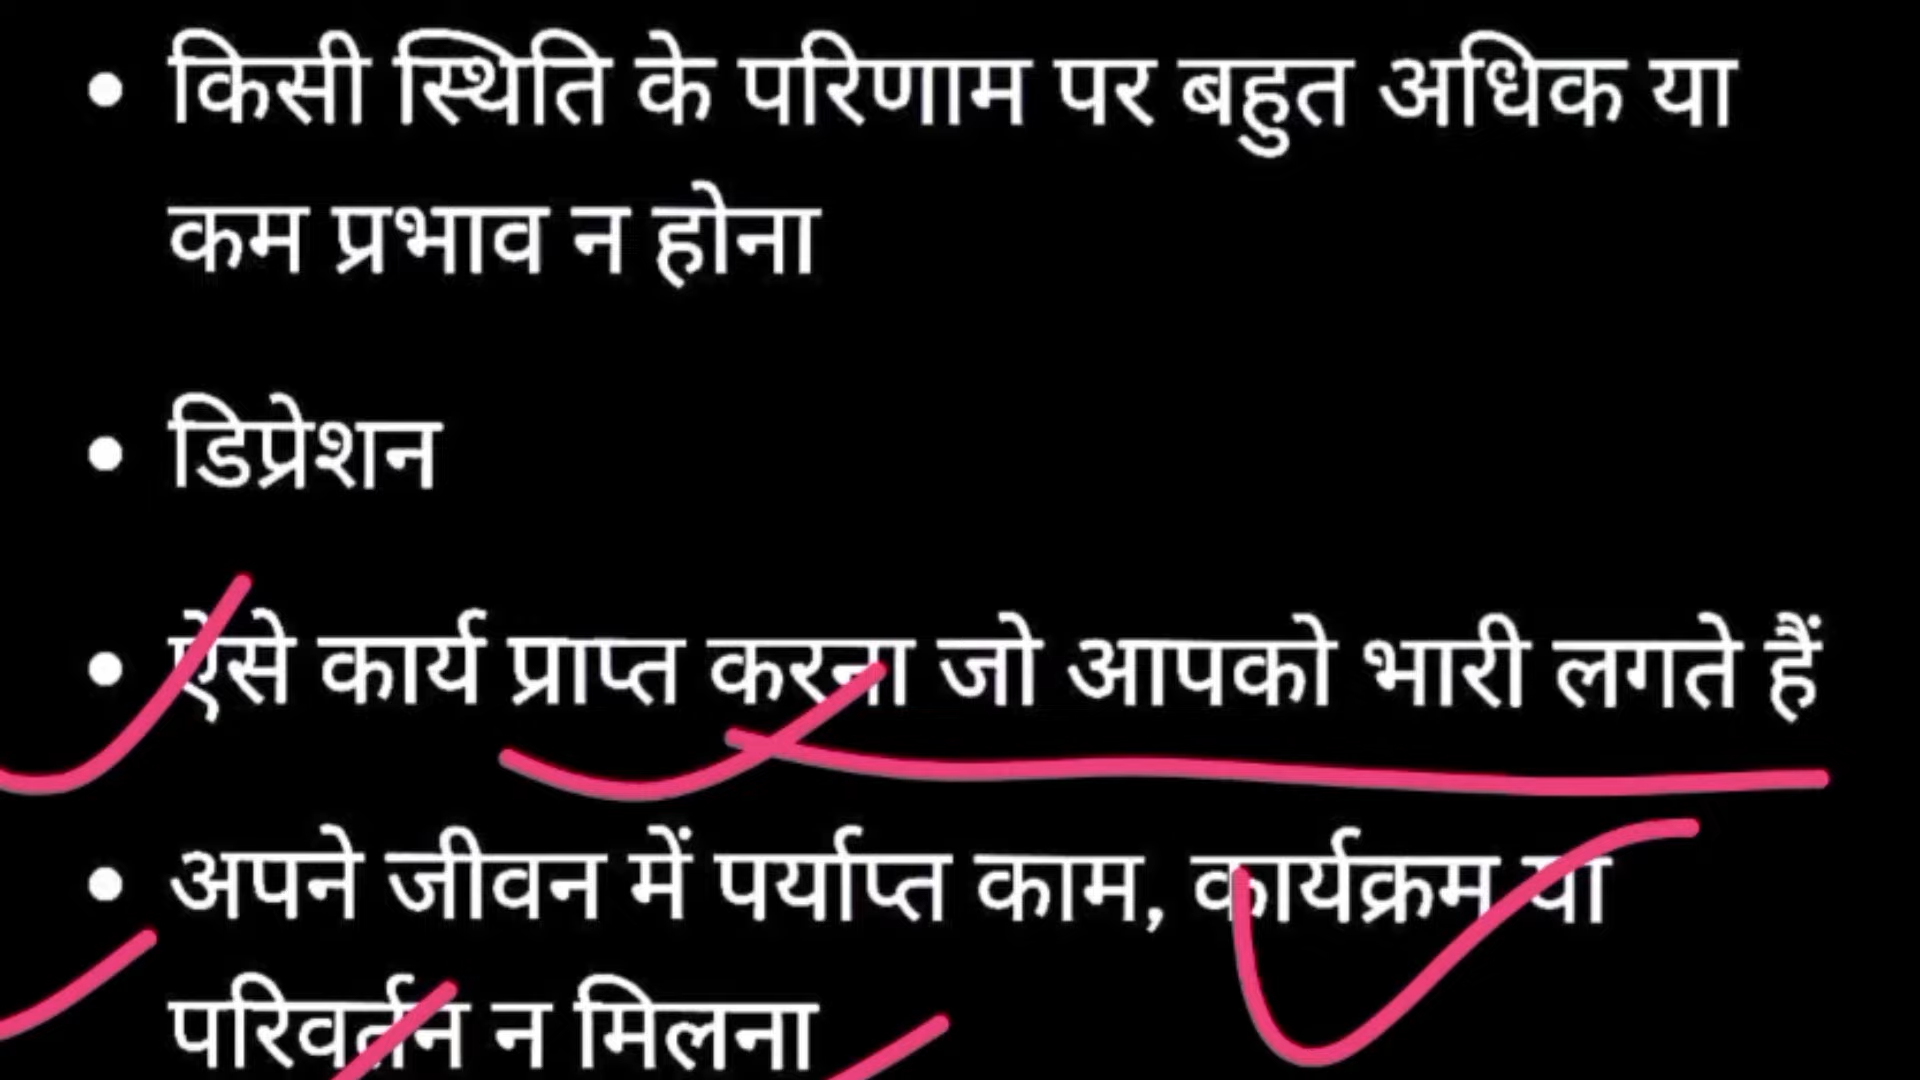 • किसी स्थिति के परिणाम पर बहुत अधिक या
कम प्रभाव न होना
• डिप्रेशन
• ऐसे कार्य प्राप्त करना जो आपको भारी लगते हैं
• अपने जीवन में पर्याप्त काम, कार्यक्रम या
परिवर्तन न मिलना